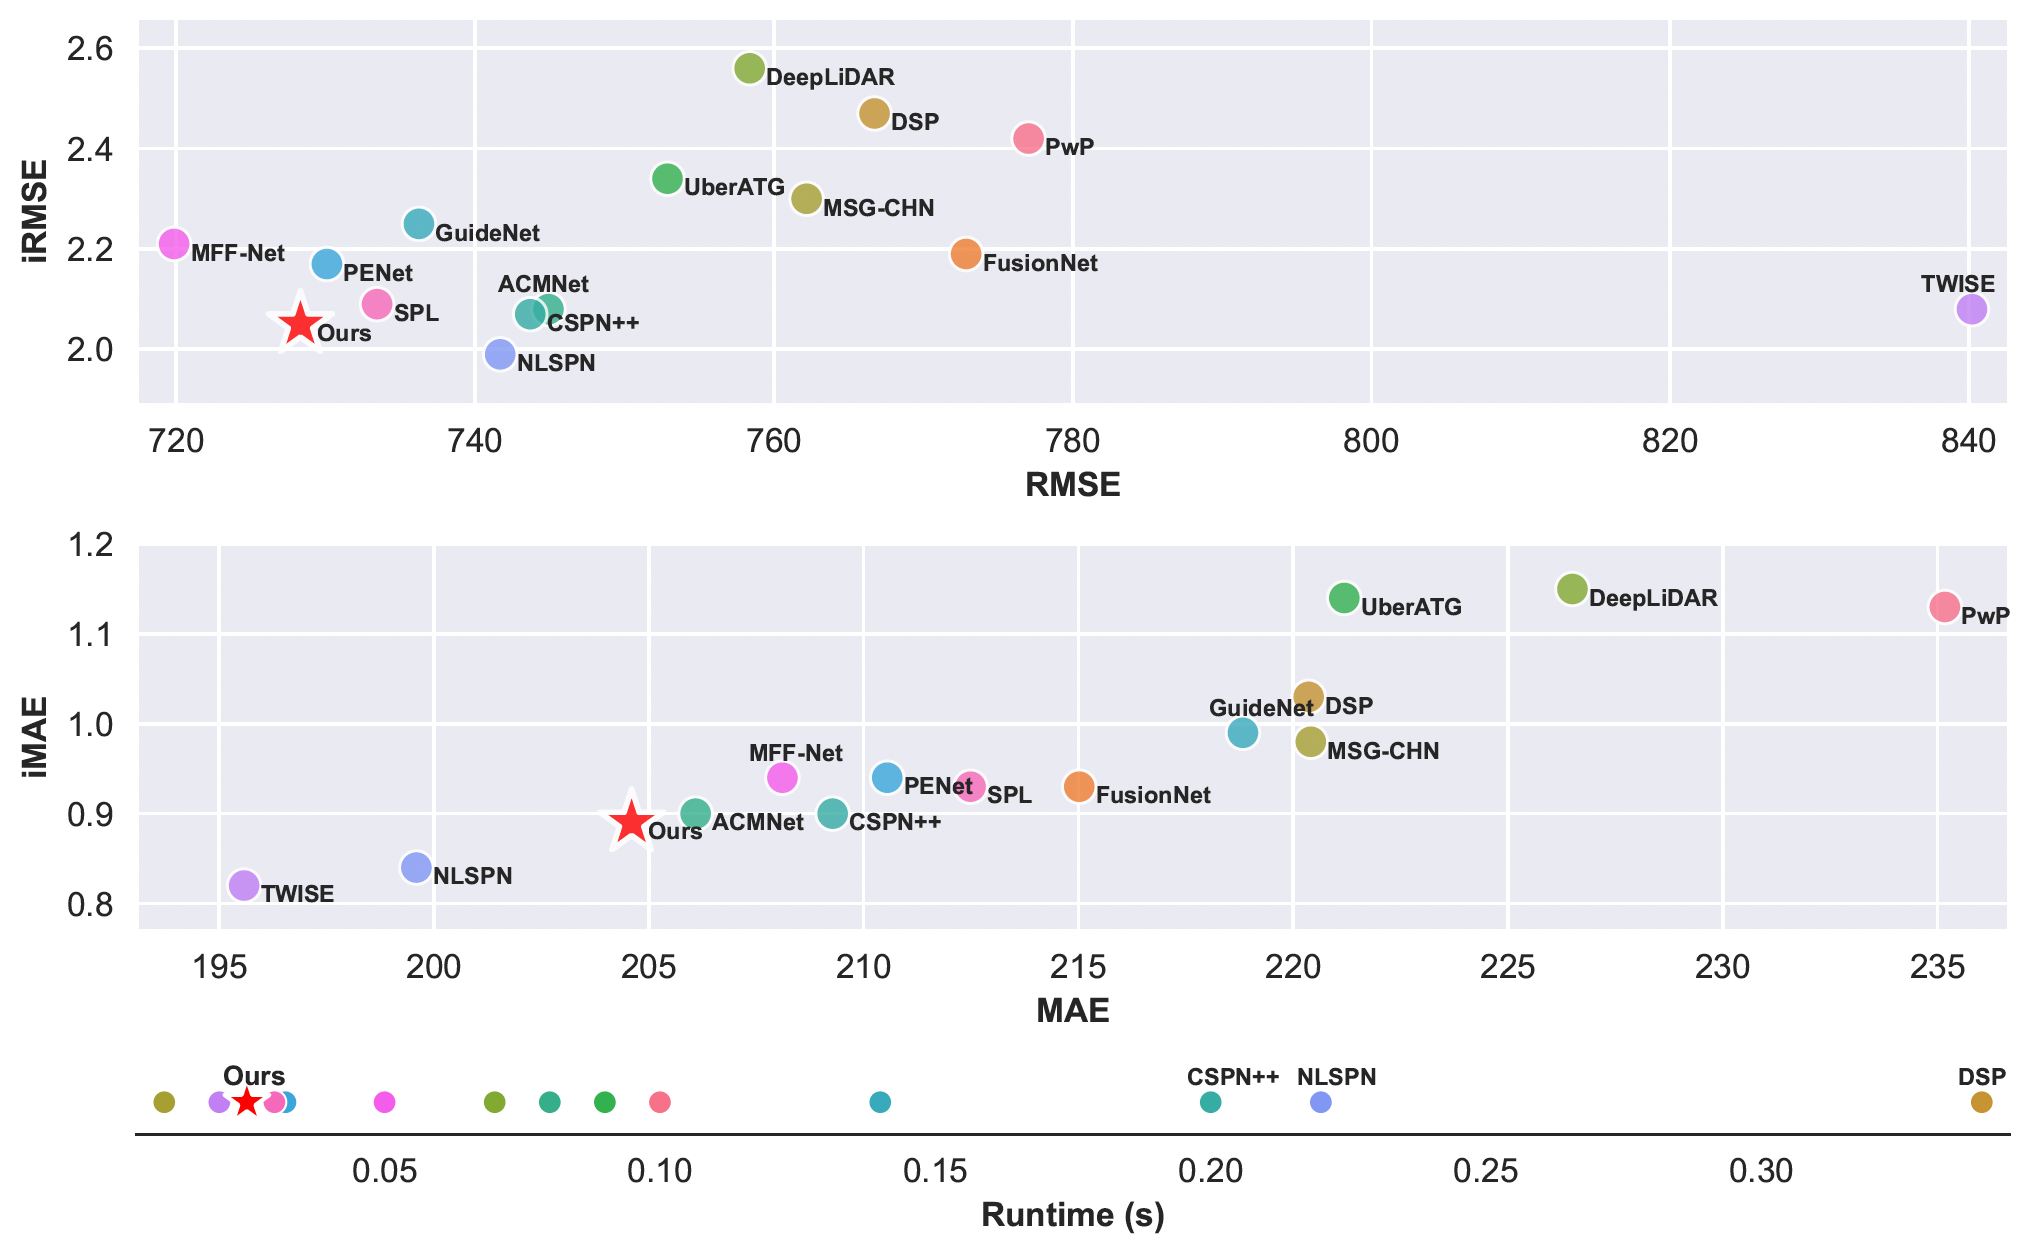 2.6
2.4
2.2
2.0
iRMSE
DeepLiDAR
DSP
PwP
UberATG
MSG-CHN
GuideNet
MFF-Net
FusionNet
PENet
ACMNet
TWISE
SPL
CSPN++
Ours
NLSPN
720 740 760 780 800 820 840
RMSE
1.2
1.1
1.0
0.9
0.8
iMAE
DeepLiDAR
UberATG
PwP
GuideNet
DSP
MSG-CHN
MFF-Net
PENet
SPL
FusionNet
Ours
ACMNet
CSPN++
NLSPN
TWISE
195 200 205 210 215 220 225 230 235
MAE
Ours CSPN++ NLSPN DSP
0.05 0.10 0.15 0.20 0.25 0.30
Runtime (s)